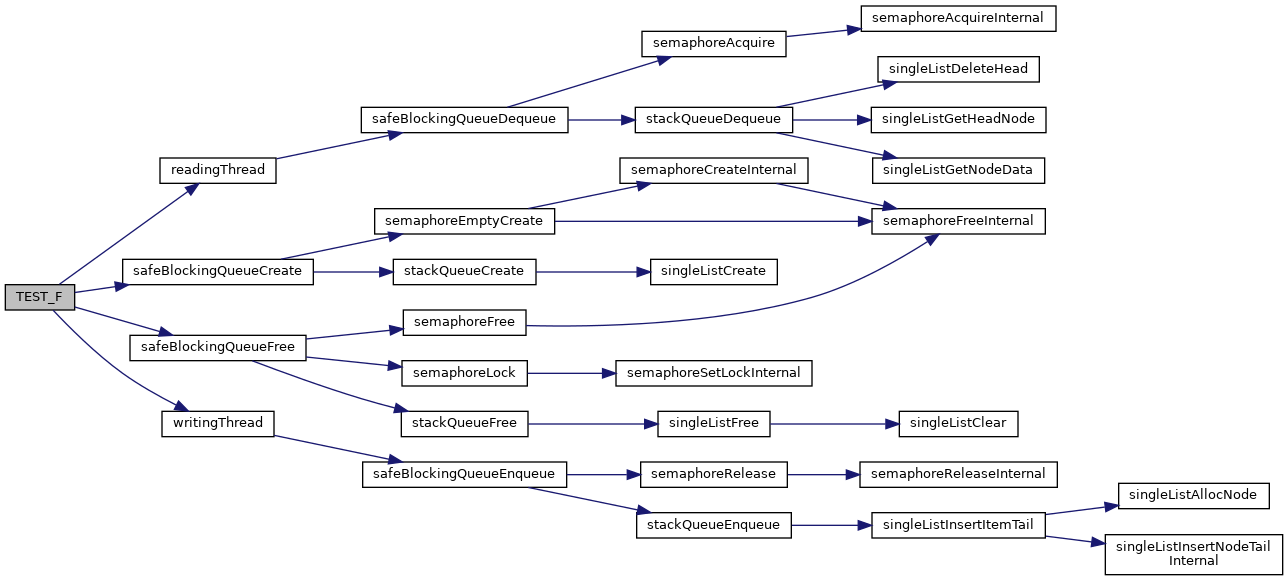 semaphoreAcquireInternal
semaphoreAcquire
singleListDeleteHead
safeBlockingQueueDequeue
stackQueueDequeue
singleListGetHeadNode
readingThread
semaphoreCreateInternal
singleListGetNodeData
semaphoreEmptyCreate
semaphoreFreeInternal
safeBlockingQueueCreate
stackQueueCreate
singleListCreate
TEST_F
semaphoreFree
safeBlockingQueueFree
semaphoreLock
semaphoreSetLockInternal
writingThread
stackQueueFree
singleListFree
singleListClear
safeBlockingQueueEnqueue
semaphoreRelease
semaphoreReleaseInternal
singleListAllocNode
stackQueueEnqueue
singleListInsertItemTail
singleListInsertNodeTail
Internal